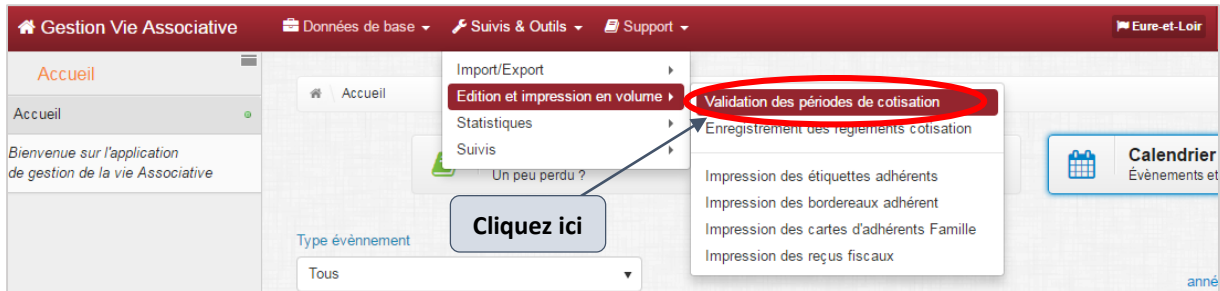 Gestion Vie Associative
Données de base
Suivis & Outils
Support
Eure-et-Loir
Accueil
Accueil
Bienvenue sur l'application
de gestion de la vie Associative
Accueil
Import/Export
Edition et impression en volume
Statistiques
Suivis
Validation des périodes de cotisation
Enregistrement des règlements cotisation
Impression des étiquettes adhérents
Impression des bordereaux adhérent
Impression des cartes d'adhérents Famille
Impression des reçus fiscaux
Un peu perdu ?
Cliquez ici
Calendrier
Évènements et
Type évènnement
Tous
anné